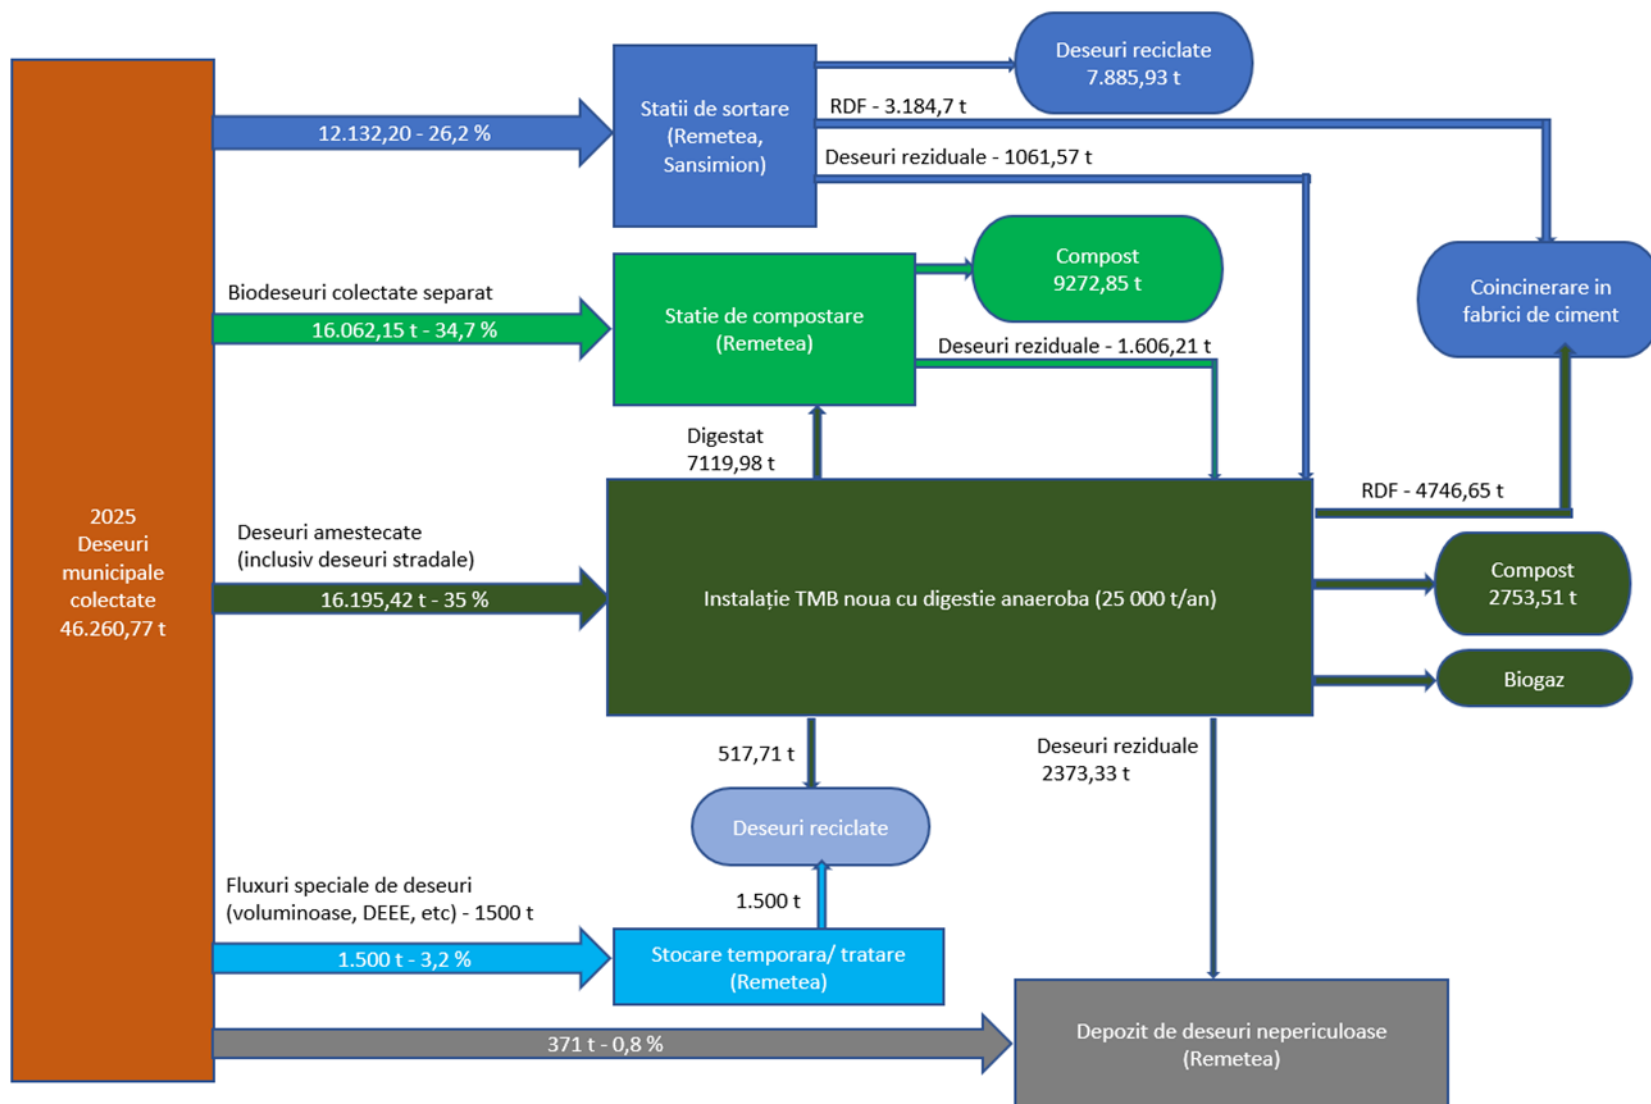 2025
Deseuri
municipale
colectate
46.260,77 t
12.132,20 - 26,2 %
Statii de sortare
(Remetea,
Sansimion)
Deseuri reciclate
7.885,93 t
RDF - 3.184,7 t
Deseuri reziduale - 1061,57 t
Biodeseuri colectate separat
16.062,15 t - 34,7 %
Statie de compostare
(Remetea)
Compost
9272,85 t
Deseuri reziduale - 1.606,21 t
Coincinerare in
fabrici de ciment
Digestat
7119,98 t
RDF - 4746,65 t
Deseuri amestecate
(inclusiv deseuri stradale)
16.195,42 t - 35 %
Instalație TMB noua cu digestie anaeroba (25 000 t/an)
Compost
2753,51 t
Biogaz
517,71 t
Deseuri reziduale
2373,33 t
Deseuri reciclate
Fluxuri speciale de deseuri
(voluminoase, DEEE, etc) - 1500 t
1.500 t
1.500 t - 3,2 %
Stocare temporara/ tratare
(Remetea)
371 t - 0,8 %
Depozit de deseuri nepericuloase
(Remetea)